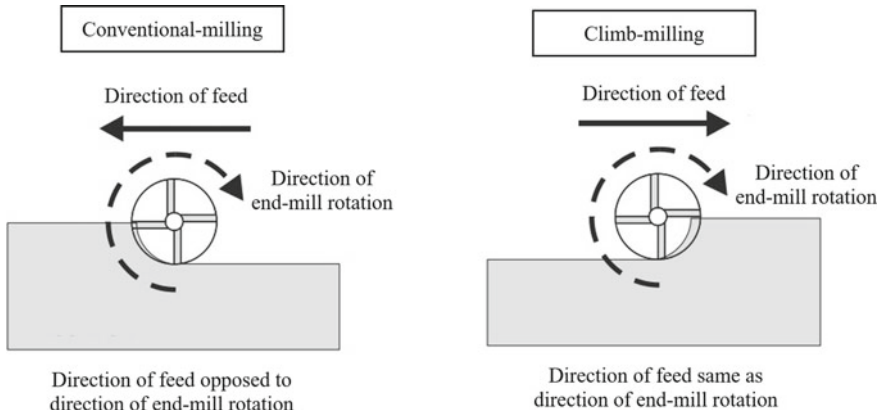 Conventional-milling
Direction of feed
Direction of
end-mill rotation
Direction of feed opposed to
direction of end-mill rotation
Climb-milling
Direction of feed
Direction of
end-mill rotation
Direction of feed same as
direction of end-mill rotation